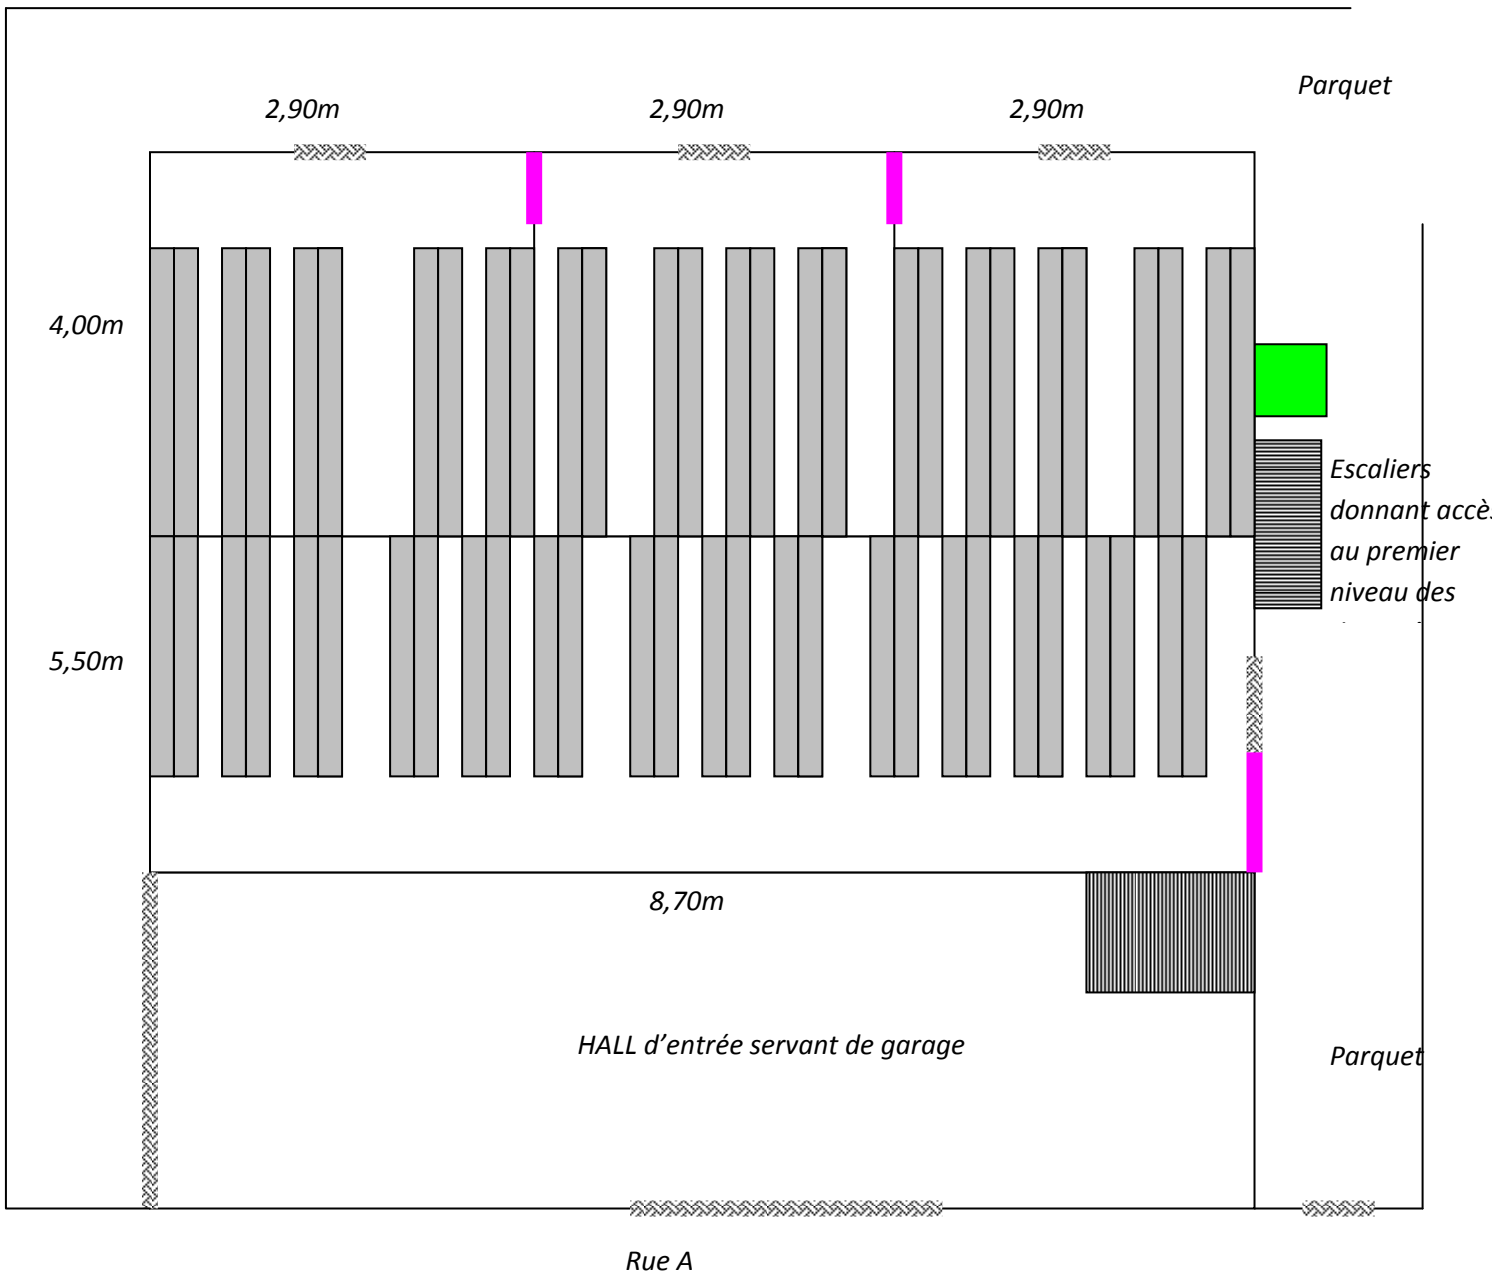 Parquet
2,90m 2,90m 2,90m
4,00m
Escaliers
donnant accès
au premier
niveau des
5,50m
8,70m
HALL d’entrée servant de garage
Parquet
Rue A